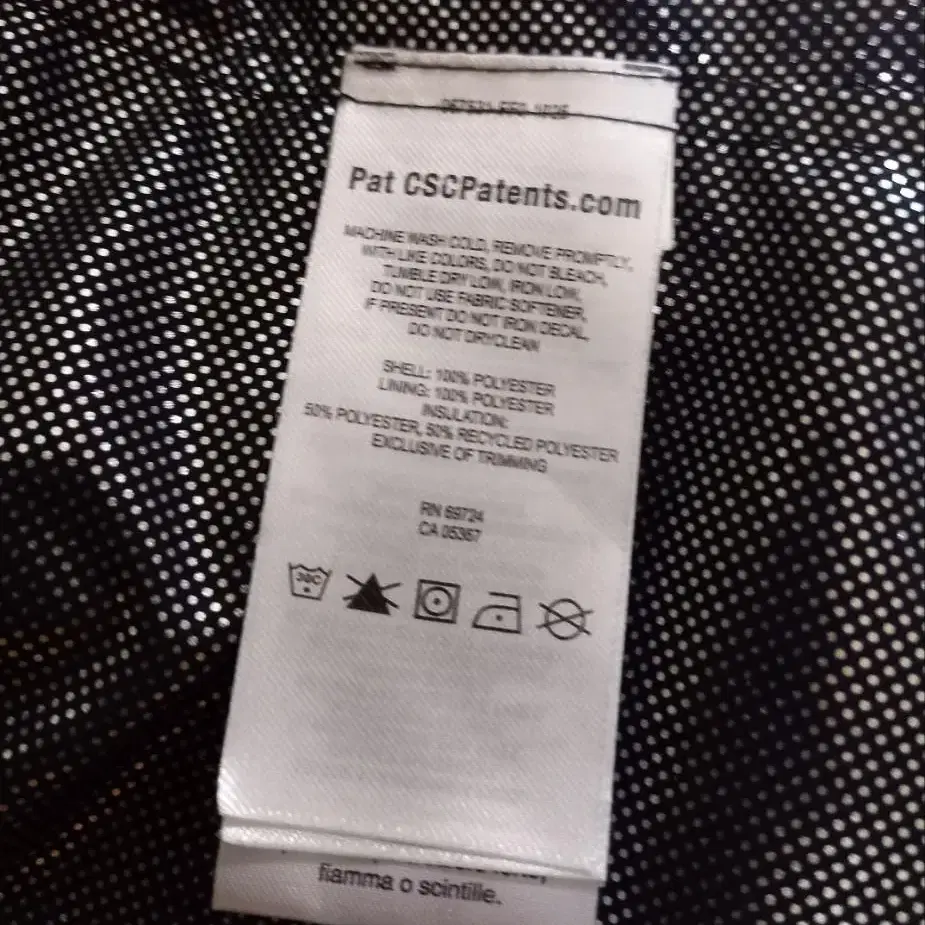 Pat CSCPatents.com
MACHINE WASH COLD, REMOVE PROMPTLY,
WITH LIKE COLORS, DO NOT BLEACH,
TUMBLE DRY LOW, IRON LOW,
DO NOT USE FABRIC SOFTENER,
IF PRESENT DO NOT IRON DECAL,
DO NOT DRYCLEAN
SHELL: 100% POLYESTER
LINING: 100% POLYESTER
INSULATION:
50% POLYESTER, 50% RECYCLED POLYESTER
EXCLUSIVE OF TRIMMING
RN 69724
CA 05367
30C
fiamma o scintille.